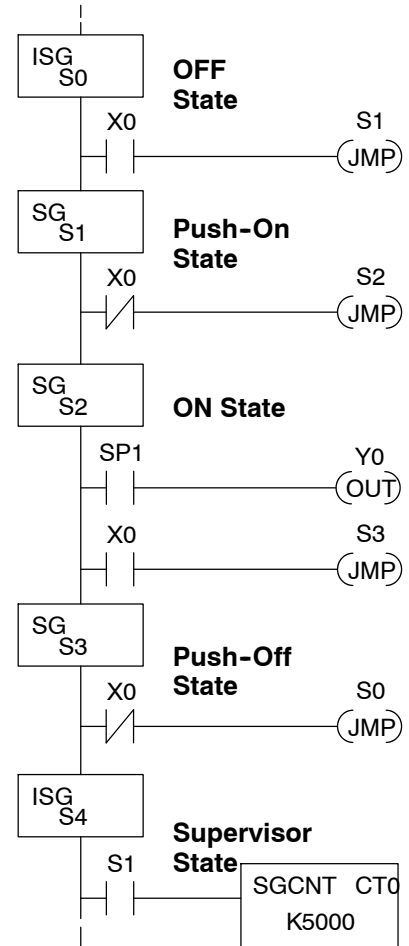 ISG
S0
OFF
State
X0
S1
JMP
SG
S1
Push-On
State
X0
S2
JMP
SG
S2
ON State
SP1
Y0
OUT
X0
S3
JMP
SG
S3
Push-Off
State
X0
S0
JMP
ISG
S4
Supervisor
State
S1
SGCNT CT0
K5000